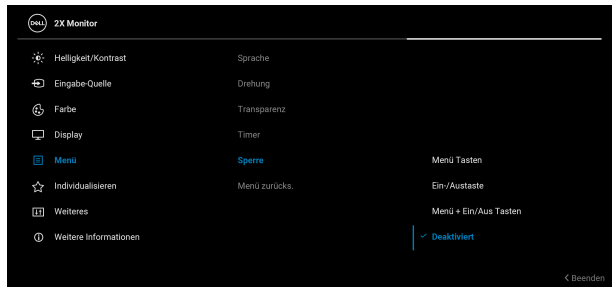 DELL 2X Monitor
Helligkeit/Kontrast Sprache
Eingabe-Quelle Drehung
Farbe Transparenz
Display Timer
Menü Sperre Menü Tasten
Individualisieren Menü zurücks. Ein-/Austaste
Weiteres Menü + Ein/Aus Tasten
Weitere Informationen Deaktiviert
Beenden